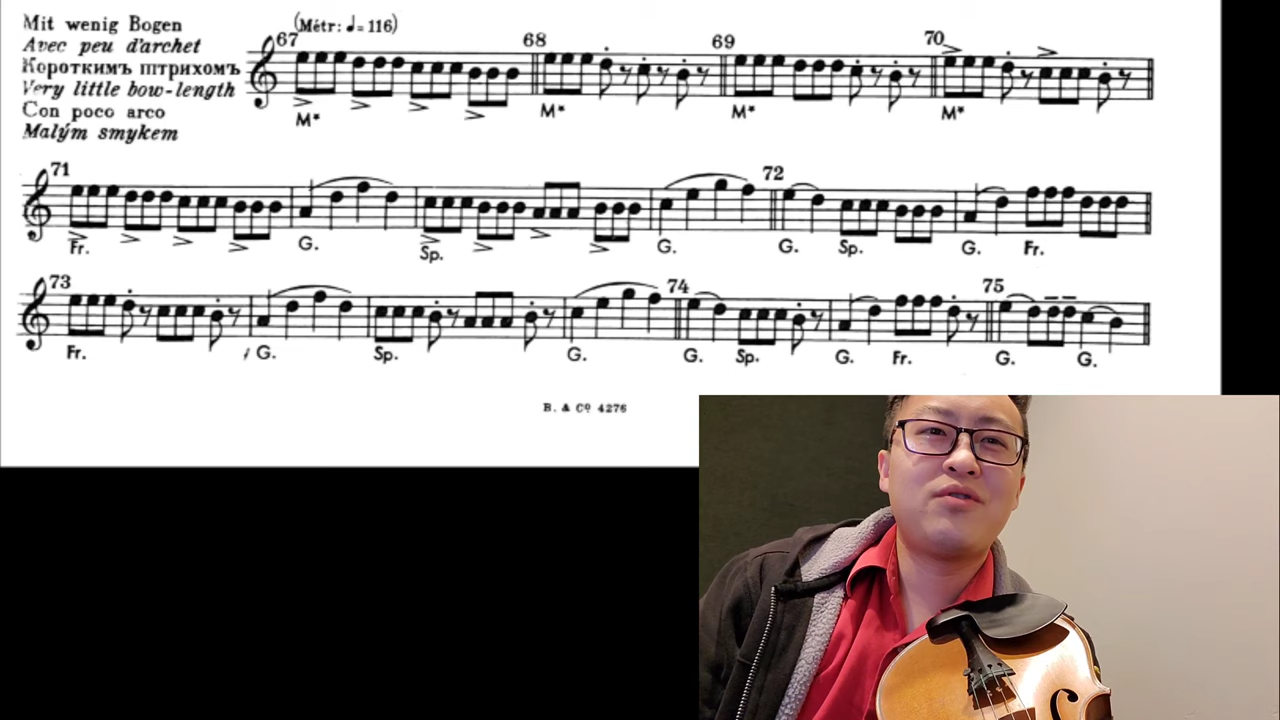 Mit wenig Bogen
Avec peu d'archet
Короткимъ штрихомъ
Very little bow-length
Con poco arco
Malým smykem
(Métr: ♩= 116)
67 68 69 70
M* M* M* M*
71 72
Fr. G. Sp. G. G. Sp. G. Fr.
73 74 75
Fr. G. Sp. G. G. Sp. G. Fr. G. G.
B. & Cº 4276